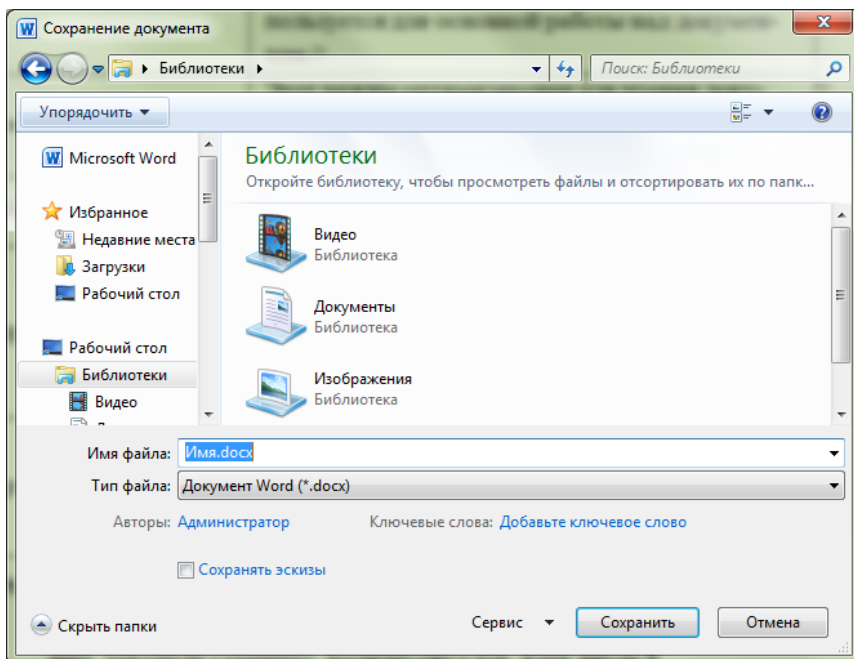 Сохранение документа
Библиотеки
Поиск: Библиотеки
Упорядочить
Microsoft Word
Избранное
Недавние места
Загрузки
Рабочий стол
Рабочий стол
Библиотеки
Видео
Библиотеки
Откройте библиотеку, чтобы просмотреть файлы и отсортировать их по папк...
Видео
Библиотека
Документы
Библиотека
Изображения
Библиотека
Имя файла: Имя.docx
Тип файла: Документ Word (*.docx)
Авторы: Администратор Ключевые слова: Добавьте ключевое слово
Сохранять эскизы
Скрыть папки Сервис Сохранить Отмена